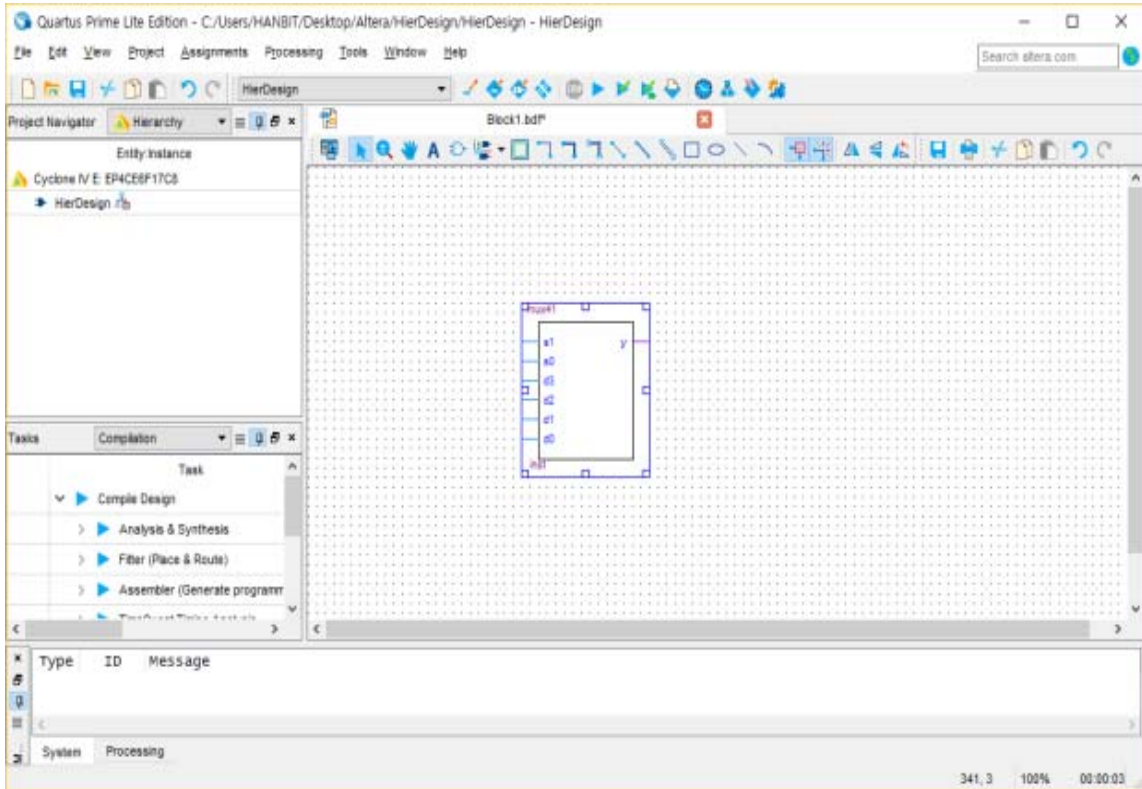 Quartus Prime Lite Edition - C:/Users/HANBIT/Desktop/Altera/HierDesign/HierDesign - HierDesign
File Edit View Project Assignments Processing Tools Window Help
Search altera.com
HierDesign
Project Navigator Hierarchy
Block1.bdf*
Entity:Instance
Cyclone IV E: EP4CE6F17C8
HierDesign
mux41
s1 y
s0
d3
d2
d1
d0
inst
Tasks Compilation
Task
Compile Design
Analysis & Synthesis
Fitter (Place & Route)
Assembler (Generate programm
Type ID Message
System Processing
341, 3 100% 00:00:03